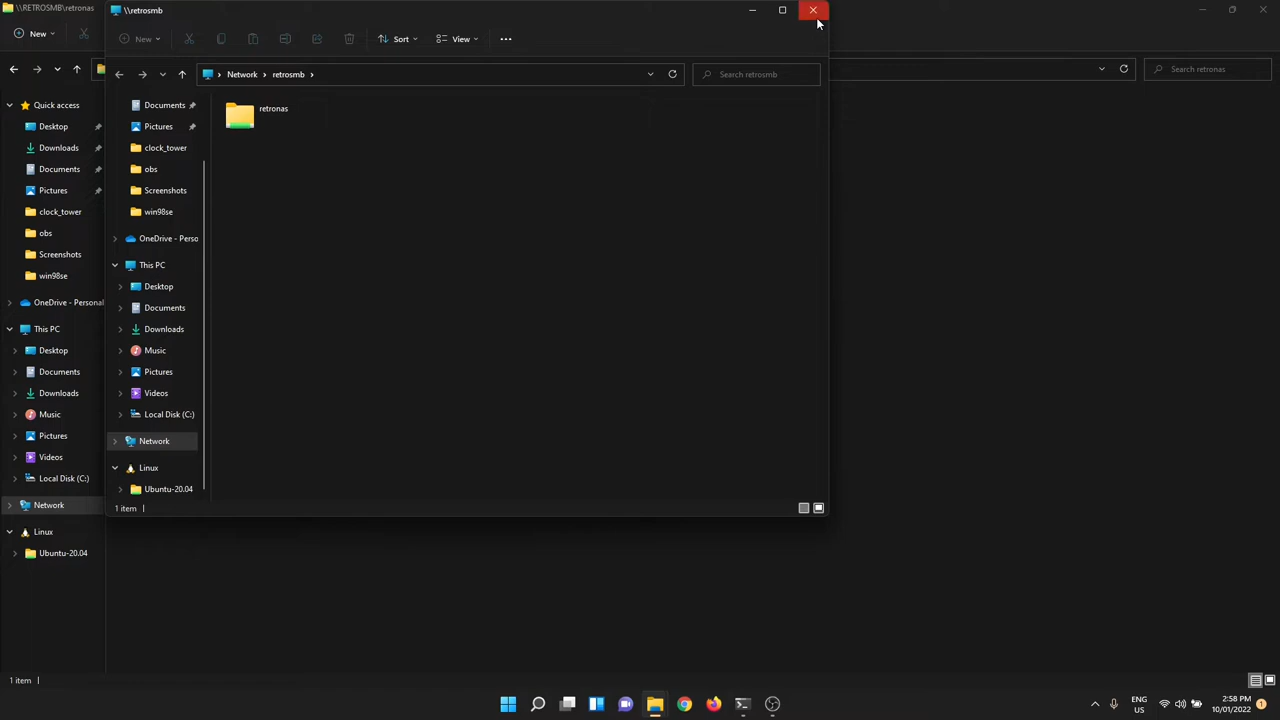 \\RETROSMB\retronas
New
Quick access
Desktop
Downloads
Documents
Pictures
clock_tower
obs
Screenshots
win98se
OneDrive - Personal
This PC
Desktop
Documents
Downloads
Music
Pictures
Videos
Local Disk (C:)
Network
Linux
Ubuntu-20.04
1 item
Search retronas
\\retrosmb
New
Sort
View
Network
retrosmb
Search retrosmb
Documents
Pictures
clock_tower
obs
Screenshots
win98se
OneDrive - Perso
This PC
Desktop
Documents
Downloads
Music
Pictures
Videos
Local Disk (C:)
Network
Linux
Ubuntu-20.04
retronas
1 item
ENG
US
2:58 PM
10/01/2022
1